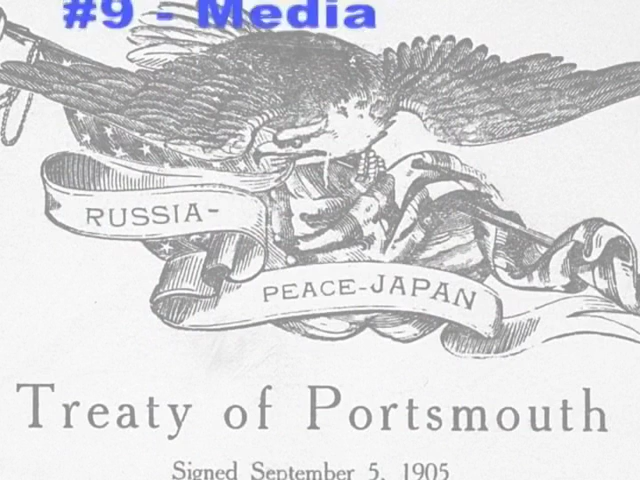 #9 - Media
RUSSIA-
PEACE-JAPAN
Treaty of Portsmouth
Signed September 5, 1905